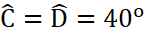 Ĉ = D̂ = 40º